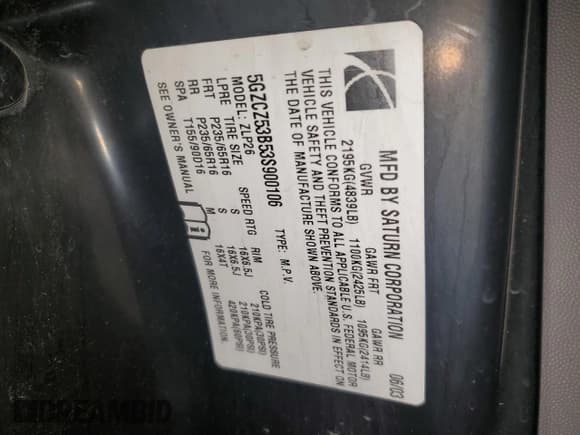 MFD BY SATURN CORPORATION 06/03
GVWR GAWR FRT GAWR RR
2195KG(4839LB) 1100KG(2425LB) 1095KG(2414LB)
THIS VEHICLE CONFORMS TO ALL APPLICABLE U.S. FEDERAL MOTOR
VEHICLE SAFETY AND THEFT PREVENTION STANDARDS IN EFFECT ON
THE DATE OF MANUFACTURE SHOWN ABOVE.
5GZCZ53B53S900106 TYPE: M.P.V.
MODEL: ZLP26
LPRE TIRE SIZE SPEED RTG RIM COLD TIRE PRESSURE
FRT P235/65R16 S 16X6.5J 210KPA(30PSI)
RR P235/65R16 S 16X6.5J 210KPA(30PSI)
SPA T155/90D16 M 16X4T 420KPA(60PSI)
SEE OWNER'S MANUAL i FOR MORE INFORMATION
DREAMBID